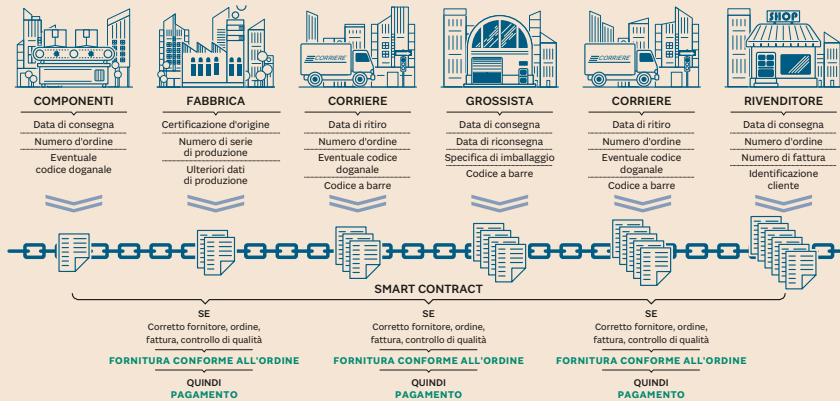 SHOP
CORRIERE
CORRIERE
COMPONENTI
Data di consegna
Numero d'ordine
Eventuale
codice doganale
FABBRICA
Certificazione d'origine
Numero di serie
di produzione
Ulteriori dati
di produzione
CORRIERE
Data di ritiro
Numero d'ordine
Eventuale codice
doganale
Codice a barre
GROSSISTA
Data di consegna
Data di riconsegna
Specifica di imballaggio
Codice a barre
CORRIERE
Data di ritiro
Numero d'ordine
Eventuale codice
doganale
Codice a barre
RIVENDITORE
Data di consegna
Numero d'ordine
Numero di fattura
Identificazione
cliente
SMART CONTRACT
SE
Corretto fornitore, ordine,
fattura, controllo di qualità
FORNITURA CONFORME ALL'ORDINE
QUINDI
PAGAMENTO
SE
Corretto fornitore, ordine,
fattura, controllo di qualità
FORNITURA CONFORME ALL'ORDINE
QUINDI
PAGAMENTO
SE
Corretto fornitore, ordine,
fattura, controllo di qualità
FORNITURA CONFORME ALL'ORDINE
QUINDI
PAGAMENTO